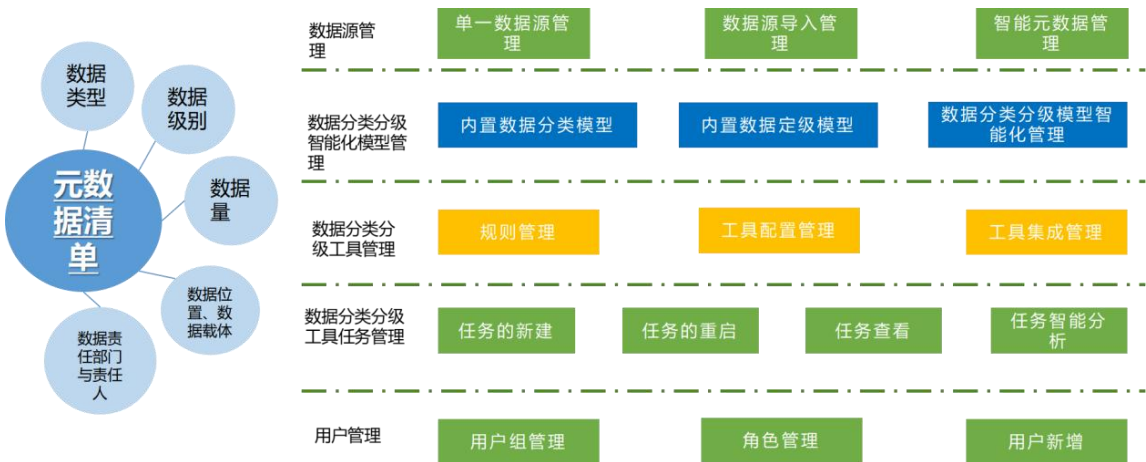 数据
类型
数据
级别
元数
据清
单
数据
量
数据位
置、数
据载体
数据责
任部门
与责任
人
数据源管
理
单一数据源管
理
数据源导入管
理
智能元数据管
理
数据分类分级
智能化模型管
理
内置数据分类模型
内置数据定级模型
数据分类分级模型智
能化管理
数据分类分
级工具管理
规则管理
工具配置管理
工具集成管理
数据分类分级
工具任务管理
任务的新建
任务的重启
任务查看
任务智能分
析
用户管理
用户组管理
角色管理
用户新增